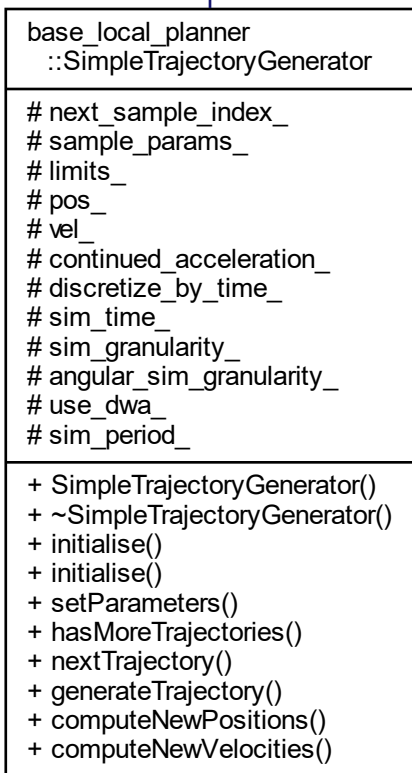 base_local_planner
::SimpleTrajectoryGenerator
# next_sample_index_
# sample_params_
# limits_
# pos_
# vel_
# continued_acceleration_
# discretize_by_time_
# sim_time_
# sim_granularity_
# angular_sim_granularity_
# use_dwa_
# sim_period_
+ SimpleTrajectoryGenerator()
+ ~SimpleTrajectoryGenerator()
+ initialise()
+ initialise()
+ setParameters()
+ hasMoreTrajectories()
+ nextTrajectory()
+ generateTrajectory()
+ computeNewPositions()
+ computeNewVelocities()